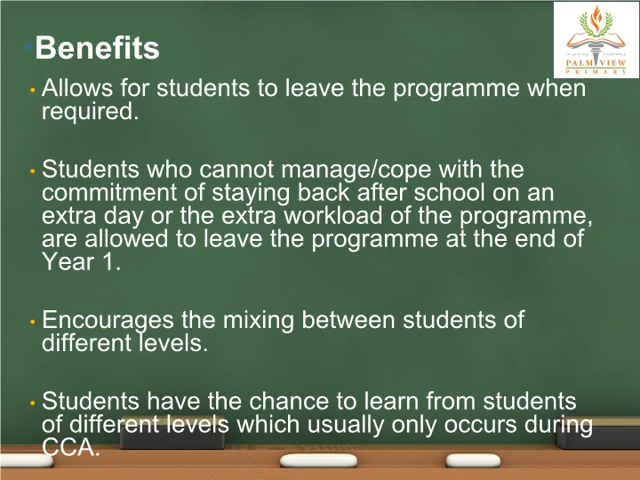 Benefits
Inspiring Excellence
PALM VIEW
PRIMARY
• Allows for students to leave the programme when
required.
• Students who cannot manage/cope with the
commitment of staying back after school on an
extra day or the extra workload of the programme,
are allowed to leave the programme at the end of
Year 1.
• Encourages the mixing between students of
different levels.
• Students have the chance to learn from students
of different levels which usually only occurs during
CCA.